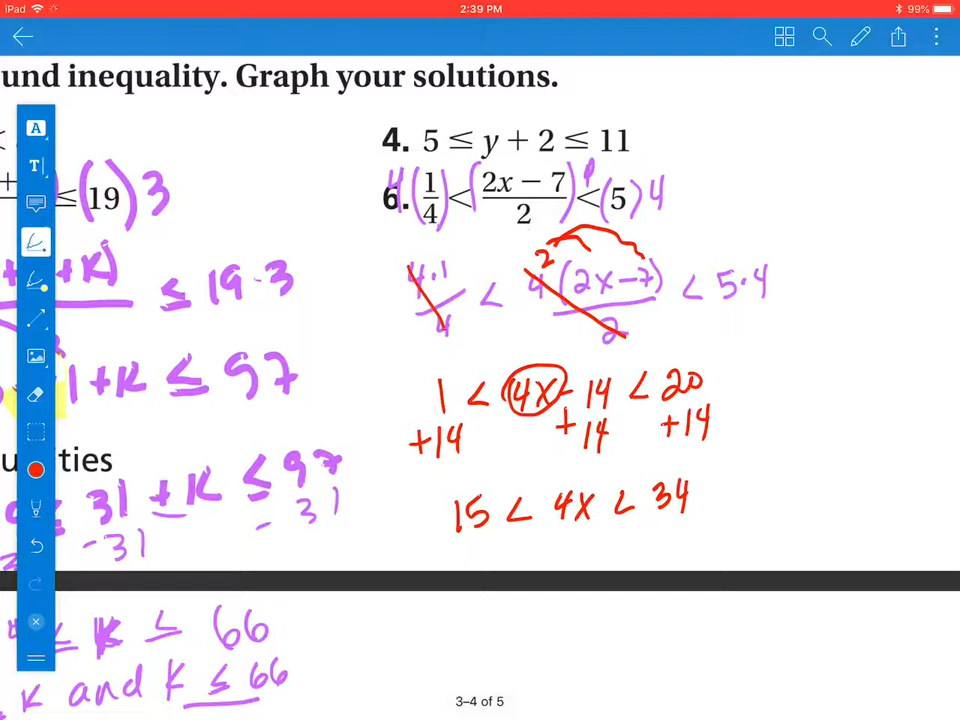 iPad 2:39 PM 99%
und inequality. Graph your solutions.
4. 5 ≤ y + 2 ≤ 11
≤ ( 19 ) 3
6. 4 ( 1/4 ) < ( (2x − 7)/2 ) < ( 5 ) 4
+ k) ≤ 19·3
4·1/4 < 4(2x−7)/2 < 5·4
2
31 + k ≤ 97
1 < 4x − 14 < 20
+14 +14 +14
ties
≤ 31 + k ≤ 97
−31 − 31
15 < 4x < 34
≤ k ≤ 66
k and k ≤ 66
3–4 of 5
A
T